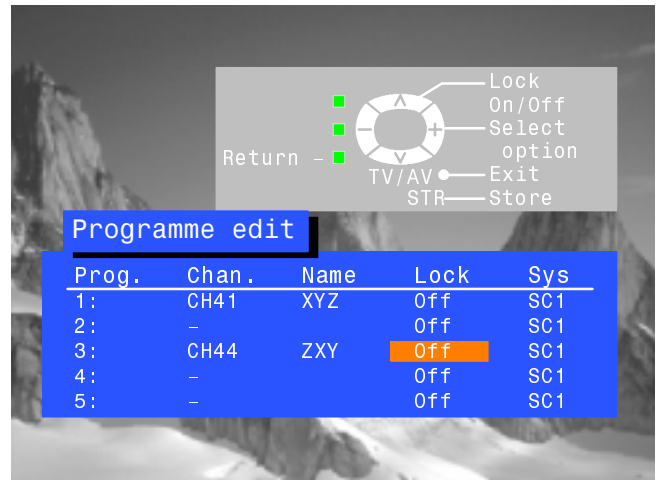 Lock
On/Off
Select
option
Return –
TV/AV
Exit
STR
Store
Programme edit
Prog. Chan. Name Lock Sys
1: CH41 XYZ Off SC1
2: – Off SC1
3: CH44 ZXY Off SC1
4: – Off SC1
5: – Off SC1